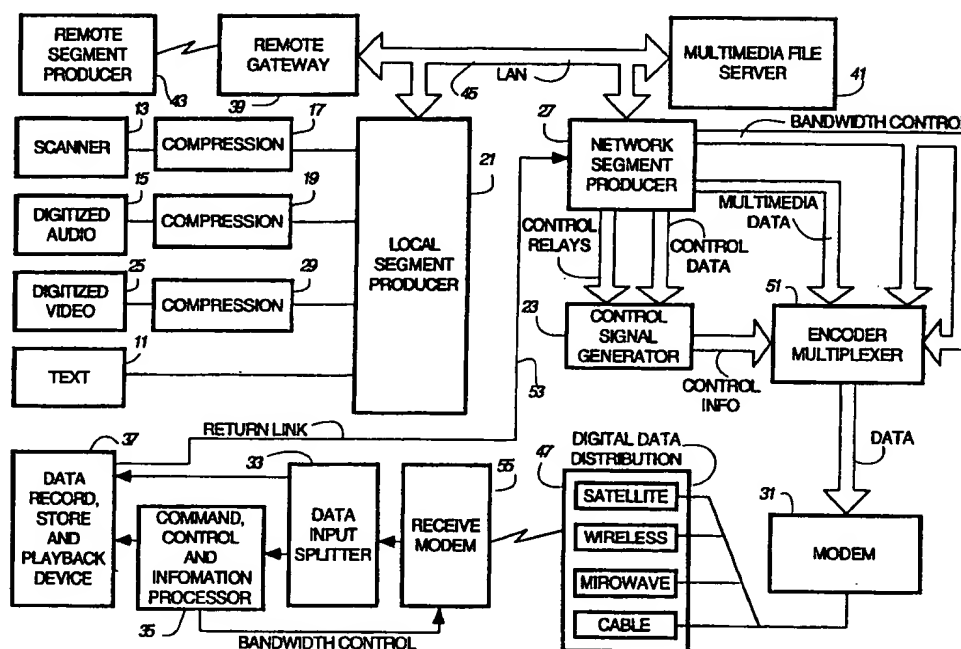 REMOTE
SEGMENT
PRODUCER
43
REMOTE
GATEWAY
39
LAN
45
MULTIMEDIA FILE
SERVER
41
13
SCANNER
17
COMPRESSION
15
DIGITIZED
AUDIO
19
COMPRESSION
25
DIGITIZED
VIDEO
29
COMPRESSION
11
TEXT
21
LOCAL
SEGMENT
PRODUCER
27
NETWORK
SEGMENT
PRODUCER
BANDWIDTH CONTROL
MULTIMEDIA
DATA
CONTROL
RELAYS
CONTROL
DATA
23
CONTROL
SIGNAL
GENERATOR
CONTROL
INFO
51
ENCODER
MULTIPLEXER
53
DATA
31
MODEM
DIGITAL DATA
DISTRIBUTION
47
SATELLITE
WIRELESS
MIROWAVE
CABLE
55
RECEIVE
MODEM
33
DATA
INPUT
SPLITTER
RETURN LINK
COMMAND,
CONTROL
AND
INFOMATION
PROCESSOR
35
BANDWIDTH CONTROL
37
DATA
RECORD,
STORE
AND
PLAYBACK
DEVICE